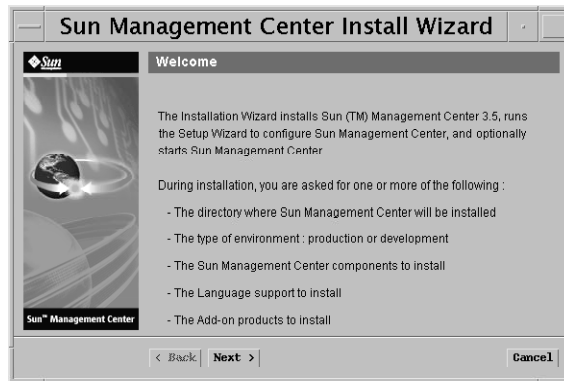 Sun Management Center Install Wizard
Sun
Welcome
The Installation Wizard installs Sun (TM) Management Center 3.5, runs
the Setup Wizard to configure Sun Management Center, and optionally
starts Sun Management Center
During installation, you are asked for one or more of the following :
- The directory where Sun Management Center will be installed
- The type of environment : production or development
- The Sun Management Center components to install
- The Language support to install
- The Add-on products to install
Sun™ Management Center
< Back
Next >
Cancel